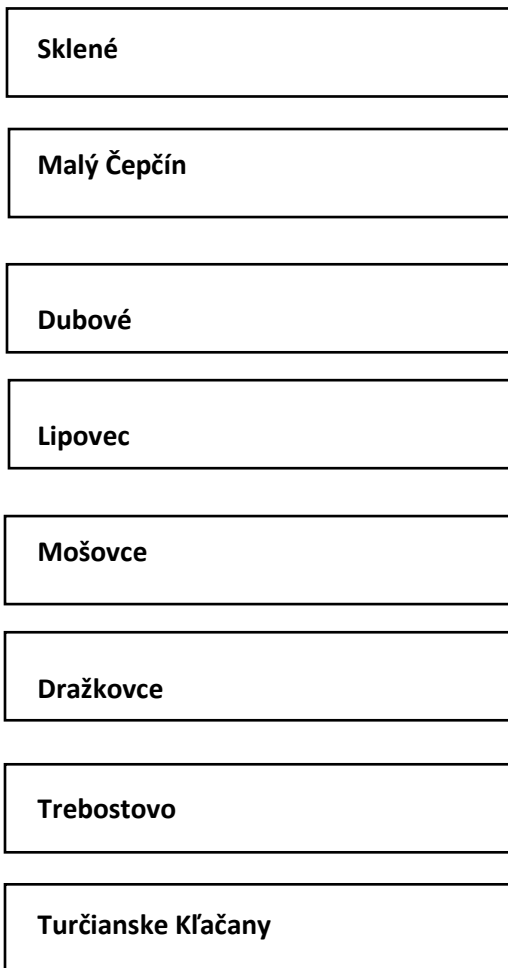 Sklené
Malý Čepčín
Dubové
Lipovec
Mošovce
Dražkovce
Trebostovo
Turčianske Kľačany